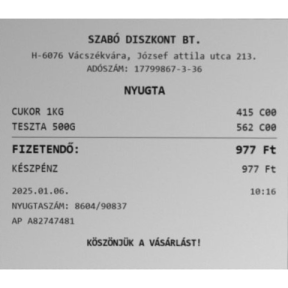 SZABÓ DISZKONT BT.
H-6076 Vácszékvára, József attila utca 213.
ADÓSZÁM: 17799867-3-36
NYUGTA
CUKOR 1KG 415 C00
TESZTA 500G 562 C00
FIZETENDŐ: 977 Ft
KÉSZPÉNZ 977 Ft
2025.01.06. 10:16
NYUGTASZÁM: 8604/90837
AP A82747481
KÖSZÖNJÜK A VÁSÁRLÁST!